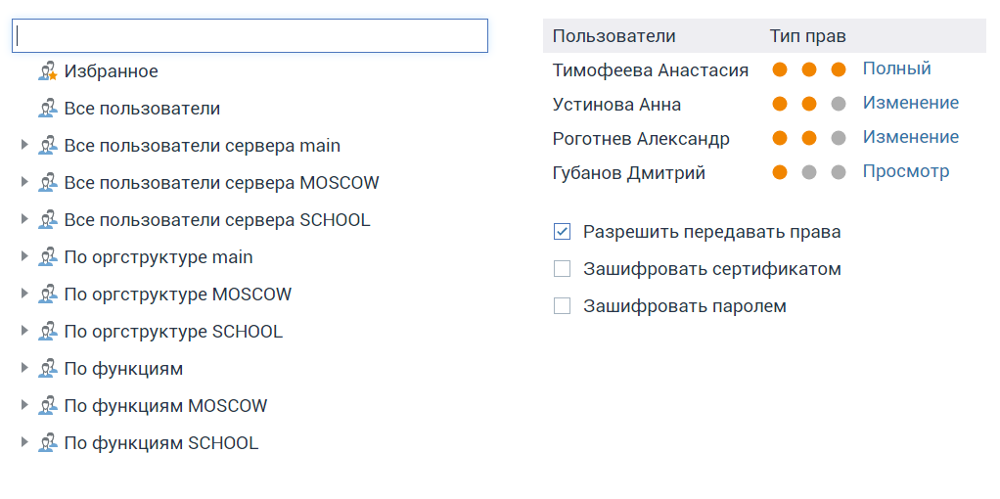 Избранное
Все пользователи
Все пользователи сервера main
Все пользователи сервера MOSCOW
Все пользователи сервера SCHOOL
По оргструктуре main
По оргструктуре MOSCOW
По оргструктуре SCHOOL
По функциям
По функциям MOSCOW
По функциям SCHOOL
Пользователи Тип прав
Тимофеева Анастасия Полный
Устинова Анна Изменение
Роготнев Александр Изменение
Губанов Дмитрий Просмотр
Разрешить передавать права
Зашифровать сертификатом
Зашифровать паролем